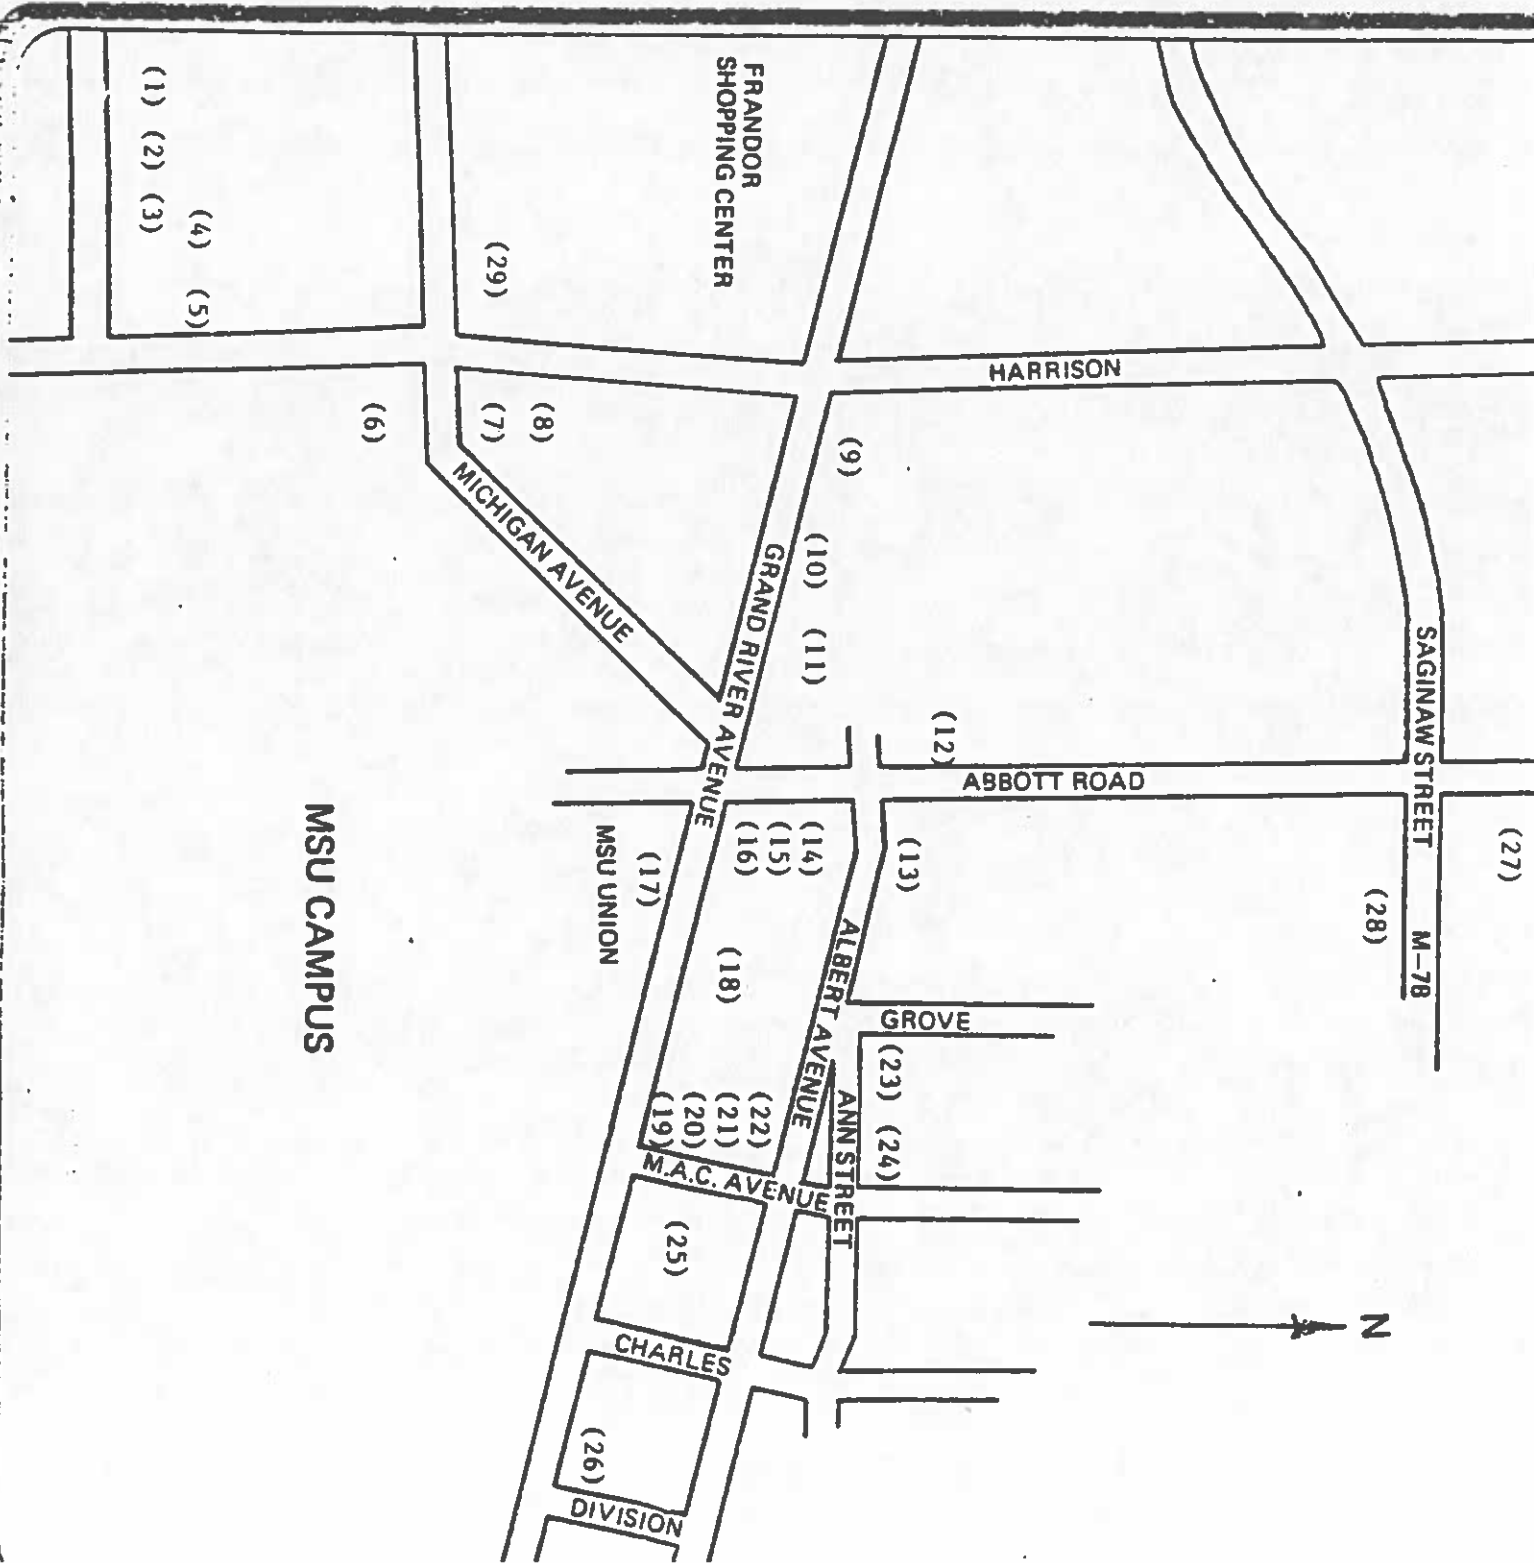 FRANDOR
SHOPPING CENTER
(1) (2) (3)
(4) (5)
(29)
HARRISON
(6)
(7)
(8)
(9)
MICHIGAN AVENUE
GRAND RIVER AVENUE
(10) (11)
(12)
ABBOTT ROAD
SAGINAW STREET M-78
(27)
(28)
(13)
(14)
(15)
(16)
(17)
MSU UNION
MSU CAMPUS
(18)
ALBERT AVENUE
GROVE
(23) (24)
ANN STREET
(22)
(21)
(20)
(19)
M.A.C. AVENUE
(25)
CHARLES
(26)
DIVISION
N